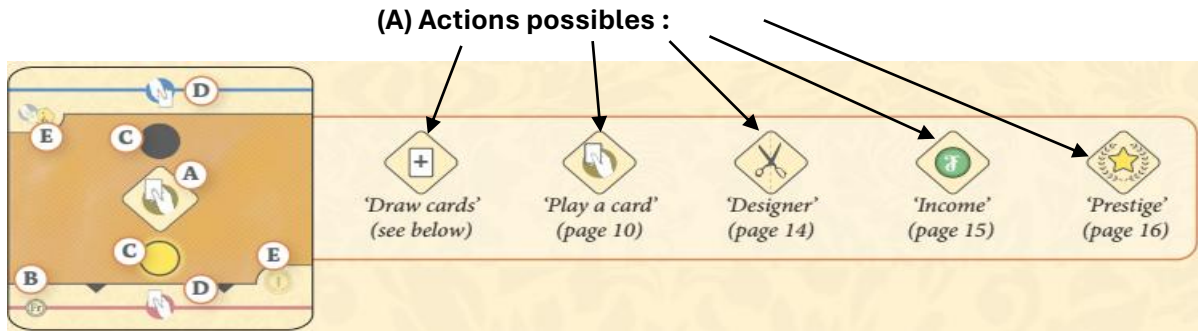 (A) Actions possibles :
D
E
C
A
C
E
B
D
Fr
'Draw cards'
(see below)
'Play a card'
(page 10)
'Designer'
(page 14)
'Income'
(page 15)
'Prestige'
(page 16)